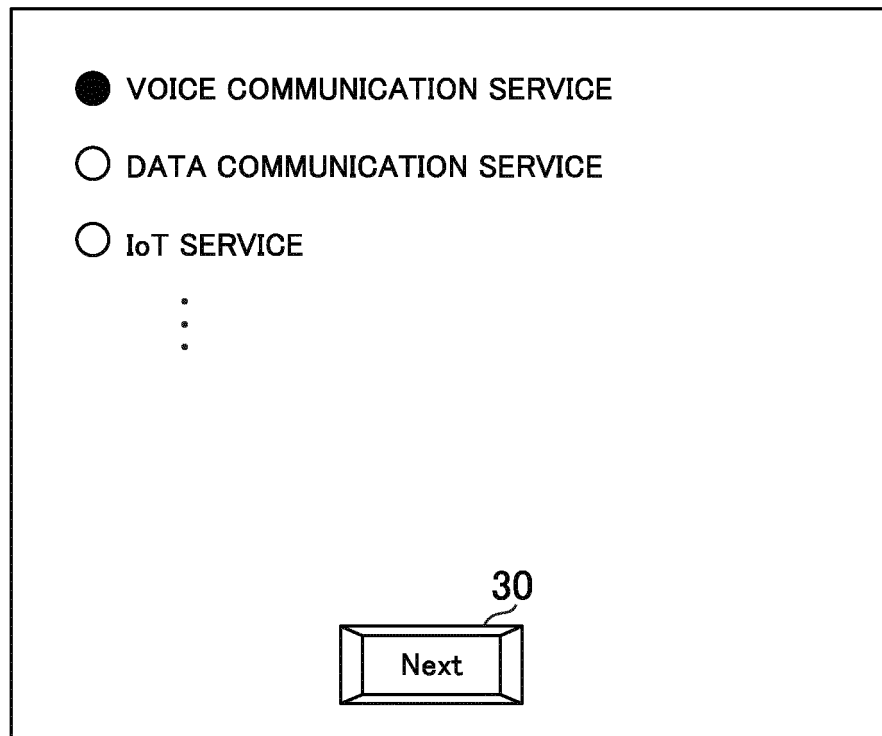 VOICE COMMUNICATION SERVICE
DATA COMMUNICATION SERVICE
IoT SERVICE
30
Next